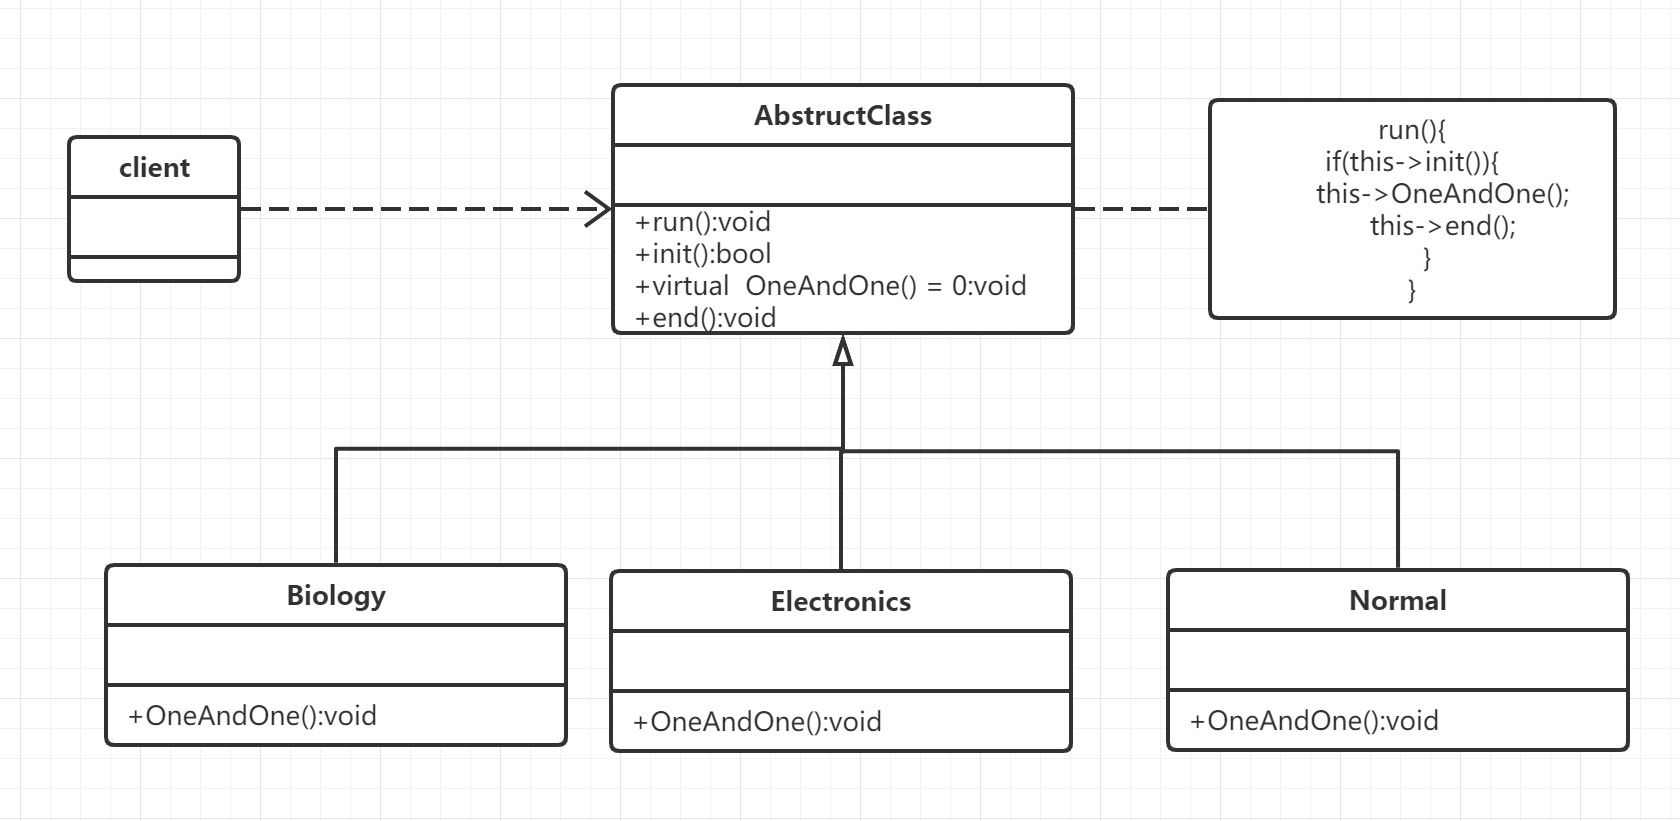 client
AbstructClass
+run():void
+init():bool
+virtual  OneAndOne() = 0:void
+end():void
run(){
if(this->init()){
this->OneAndOne();
this->end();
}
}
Biology
+OneAndOne():void
Electronics
+OneAndOne():void
Normal
+OneAndOne():void